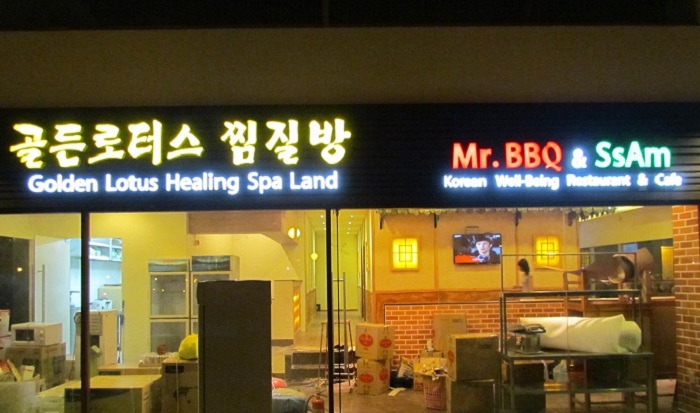 골든로터스 찜질방
Golden Lotus Healing Spa Land
Mr. BBQ & SsAm
Korean Well-Being Restaurant & Cafe